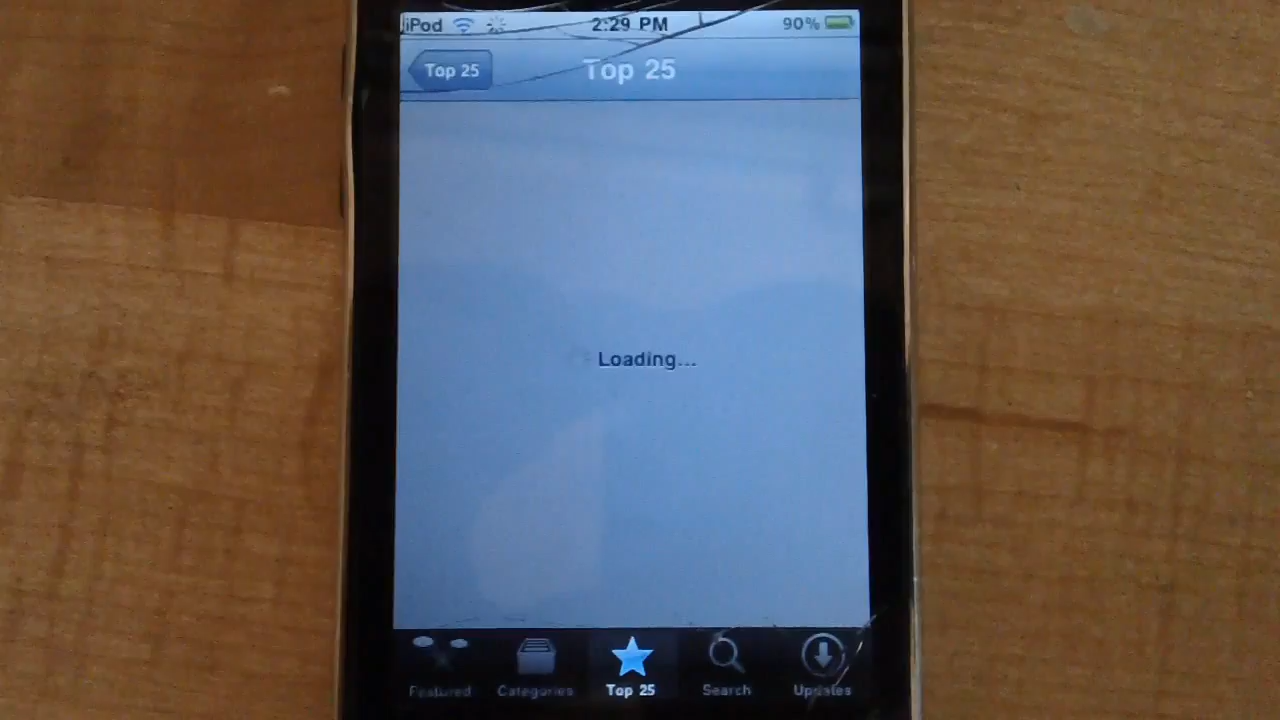 iPod 2:29 PM 90%
Top 25 Top 25
Loading...
Featured Categories Top 25 Search Updates